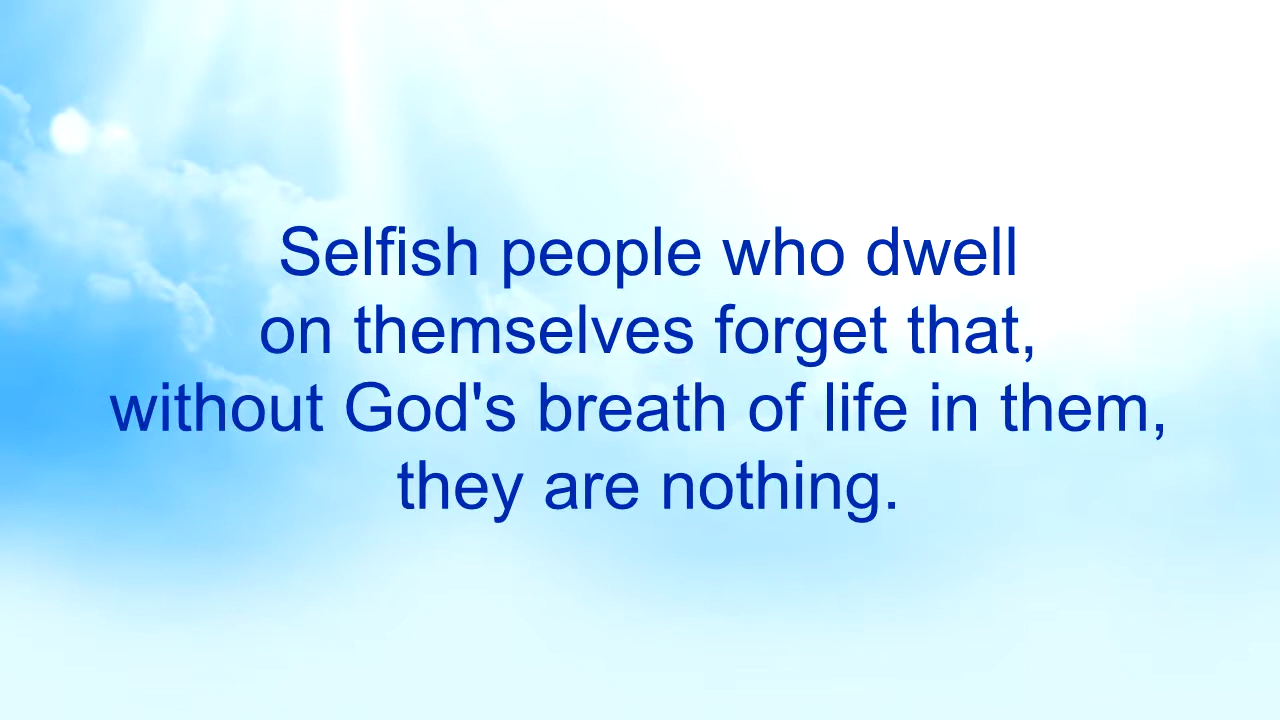 Selfish people who dwell
on themselves forget that,
without God's breath of life in them,
they are nothing.